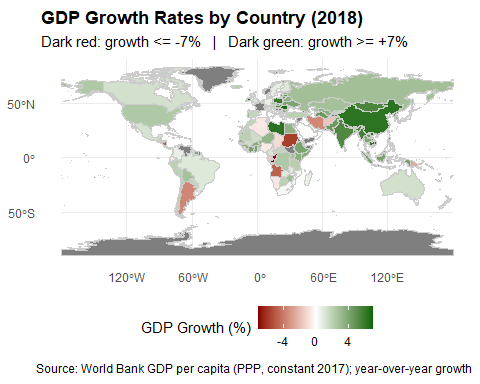 GDP Growth Rates by Country (2018)
Dark red: growth <= -7% | Dark green: growth >= +7%
50°N
0°
50°S
120°W 60°W 0° 60°E 120°E
GDP Growth (%)
-4 0 4
Source: World Bank GDP per capita (PPP, constant 2017); year-over-year growth